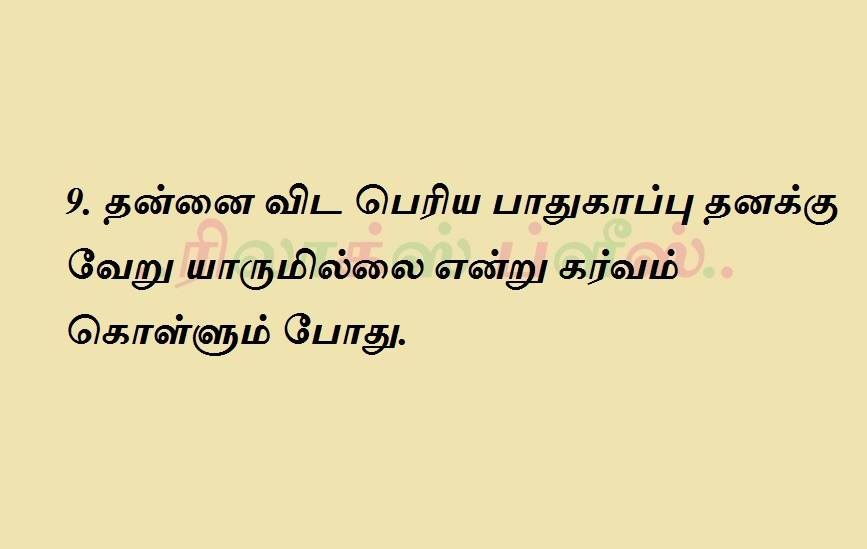 9. தன்னை விட பெரிய பாதுகாப்பு தனக்கு
ரிலாக்ஸ் ப்ளீஸ்..
வேறு யாருமில்லை என்று கர்வம்
கொள்ளும் போது.